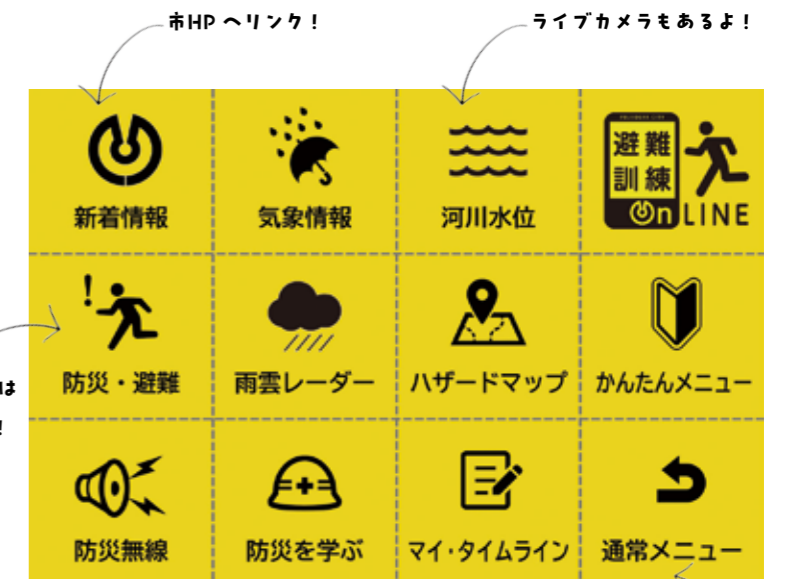 市HP へリンク！
ライブカメラもあるよ！
新着情報
気象情報
河川水位
避難
訓練
On LINE
防災・避難
雨雲レーダー
ハザードマップ
かんたんメニュー
は
！
防災無線
防災を学ぶ
マイ・タイムライン
通常メニュー